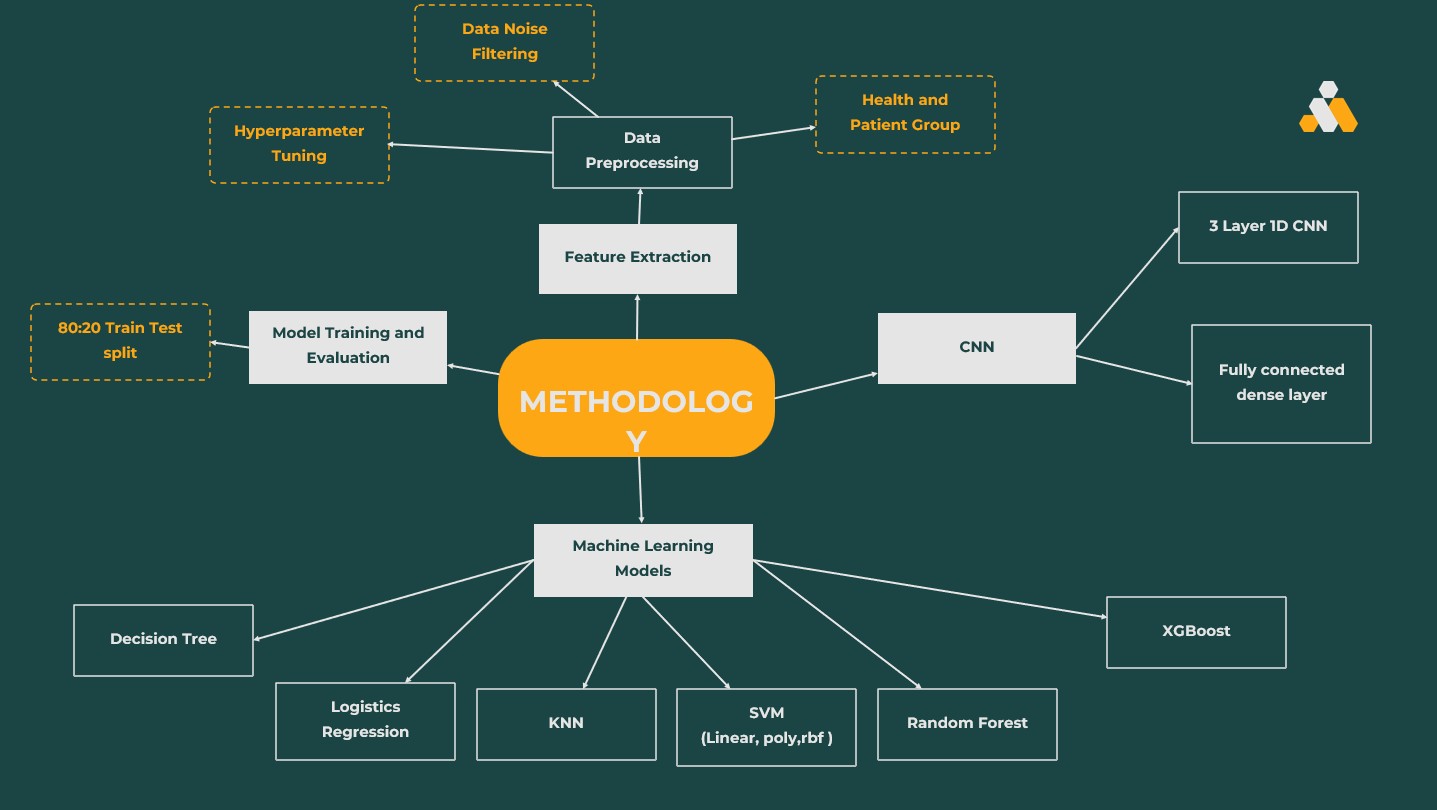 Data Noise
Filtering
Health and
Patient Group
Hyperparameter
Tuning
Data
Preprocessing
3 Layer 1D CNN
Feature Extraction
80:20 Train Test
split
Model Training and
Evaluation
CNN
Fully connected
dense layer
METHODOLOG
Y
Machine Learning
Models
Decision Tree
XGBoost
Logistics
Regression
KNN
SVM
(Linear, poly,rbf )
Random Forest